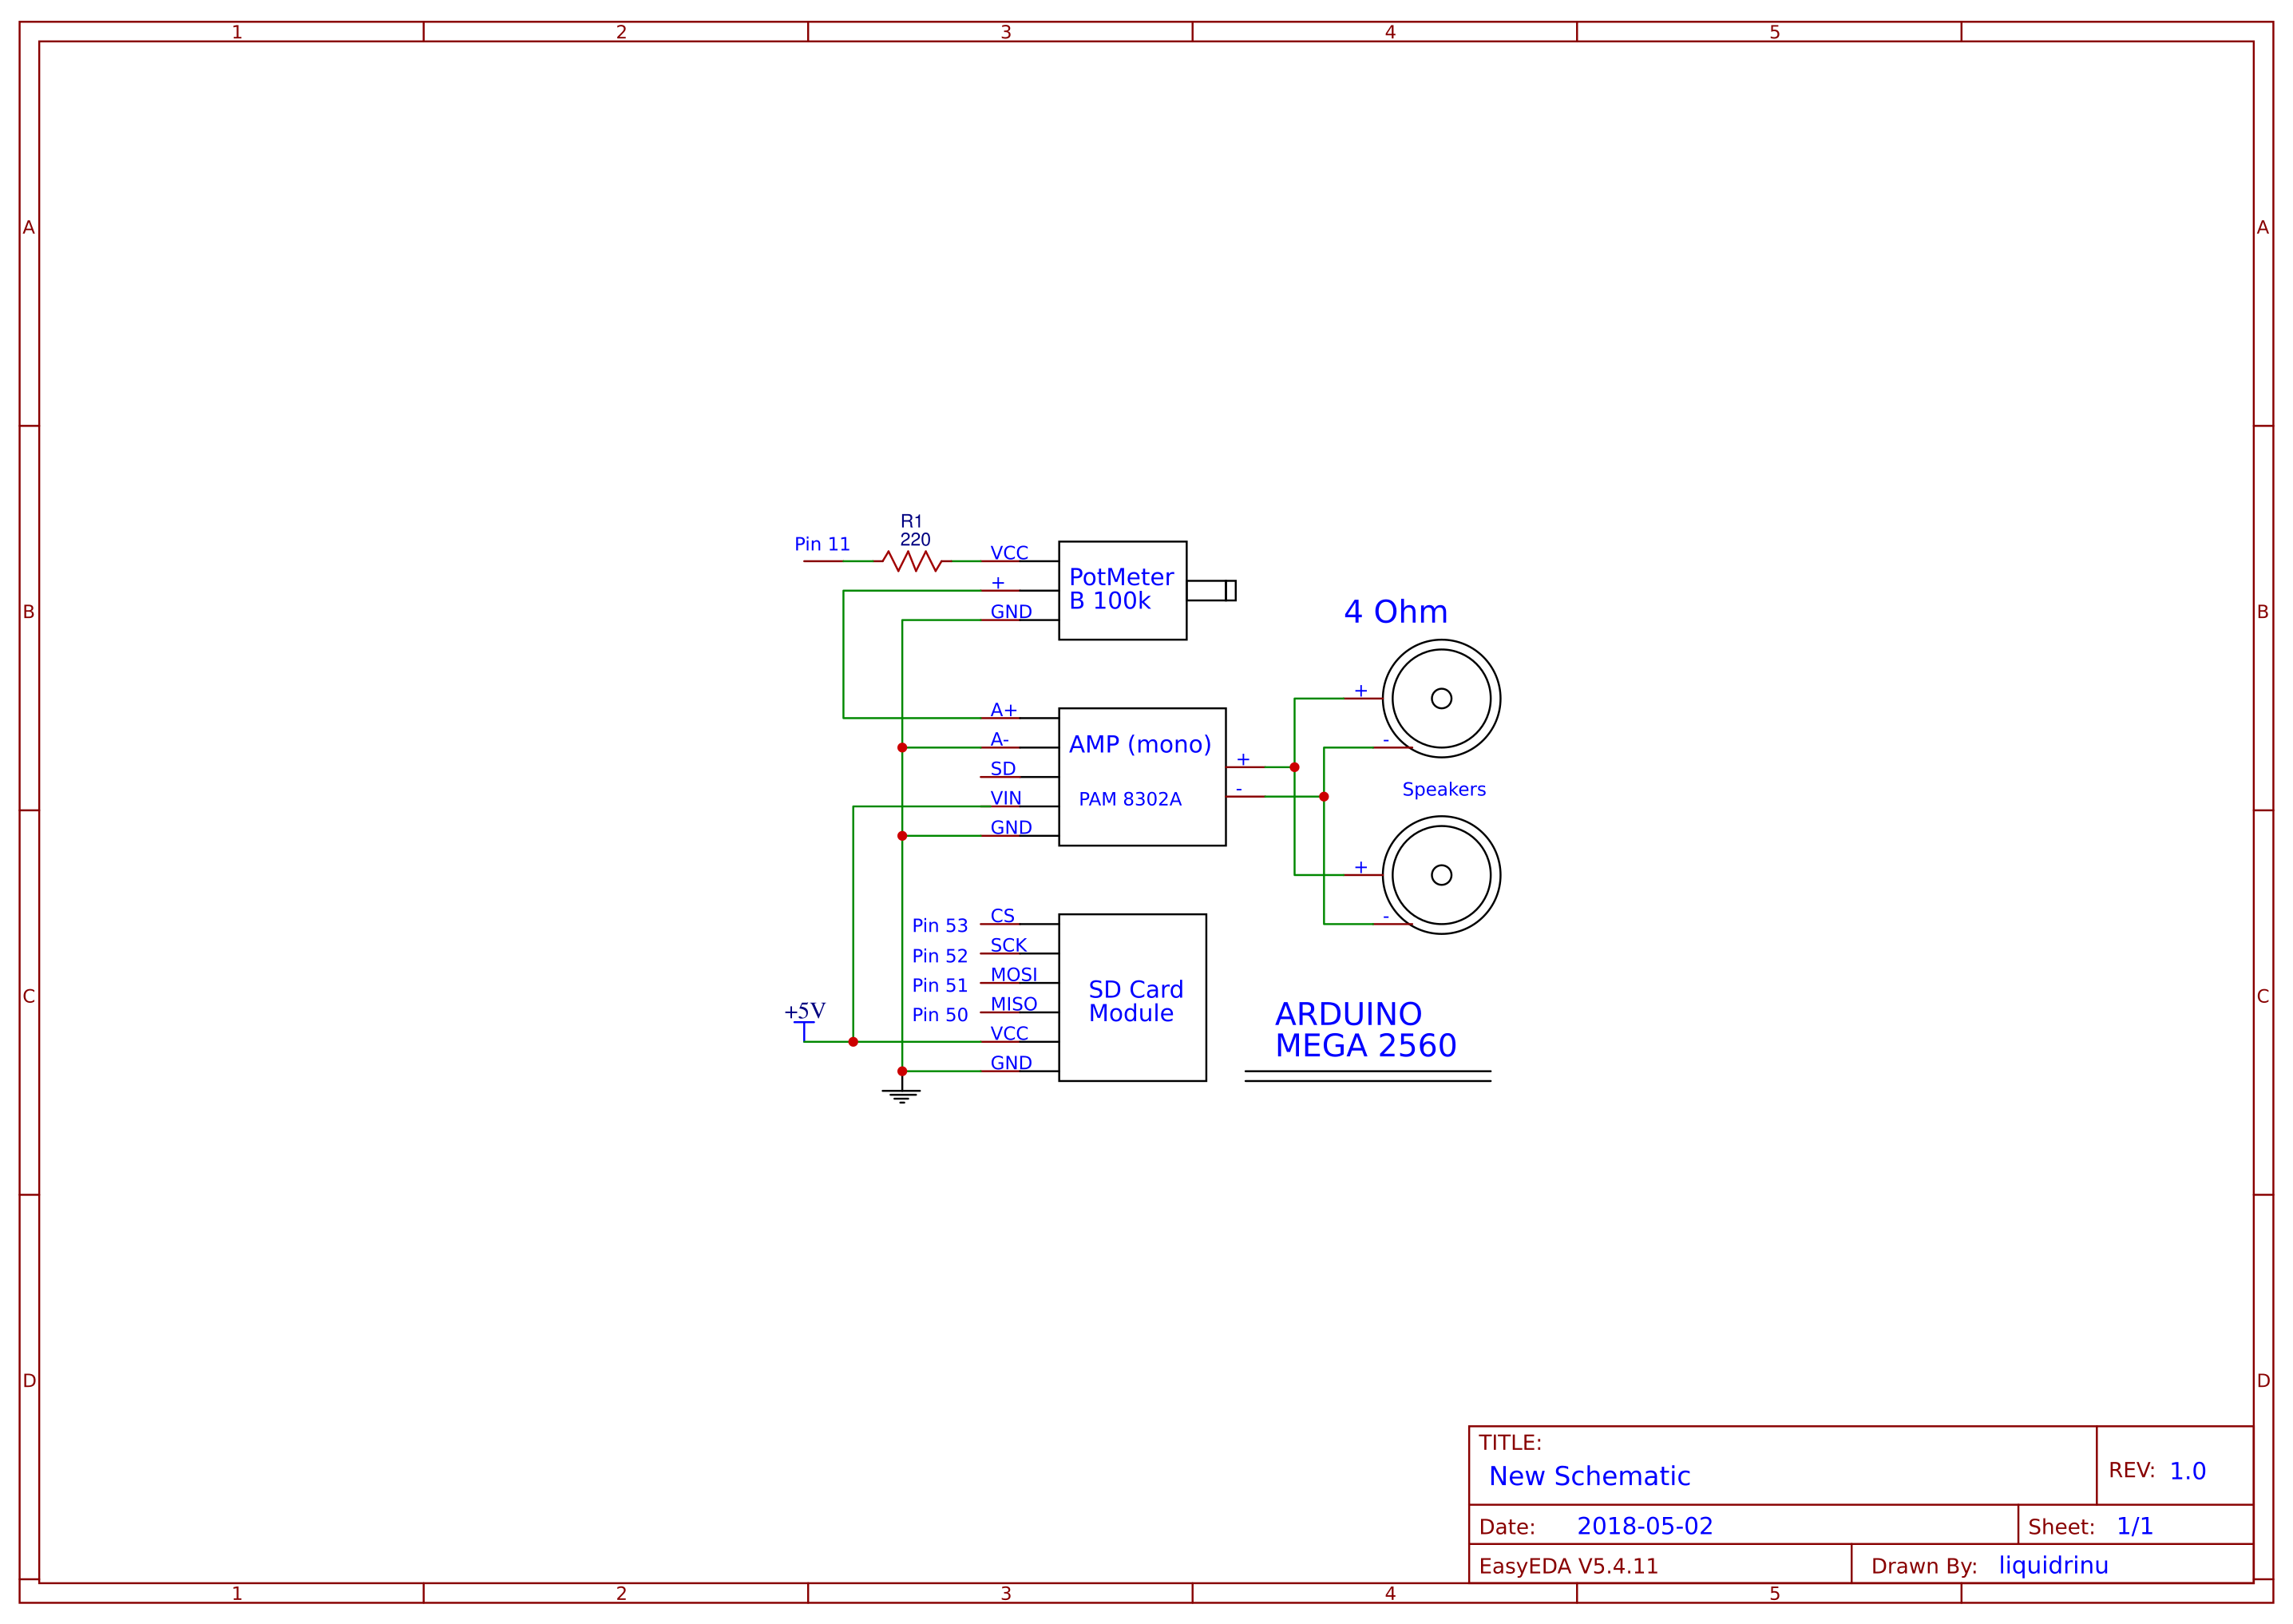 1 2 3 4 5
A A
R1
220
Pin 11
VCC
+
GND
PotMeter
B 100k
B B
4 Ohm
+
-
A+
A-
SD
VIN
GND
AMP (mono)
PAM 8302A
+
-
Speakers
+
-
Pin 53 CS
Pin 52 SCK
Pin 51 MOSI
Pin 50 MISO
VCC
GND
SD Card
Module
+5V
C C
ARDUINO
MEGA 2560
D D
TITLE:
New Schematic
REV: 1.0
Date: 2018-05-02
Sheet: 1/1
EasyEDA V5.4.11
Drawn By: liquidrinu
1 2 3 4 5